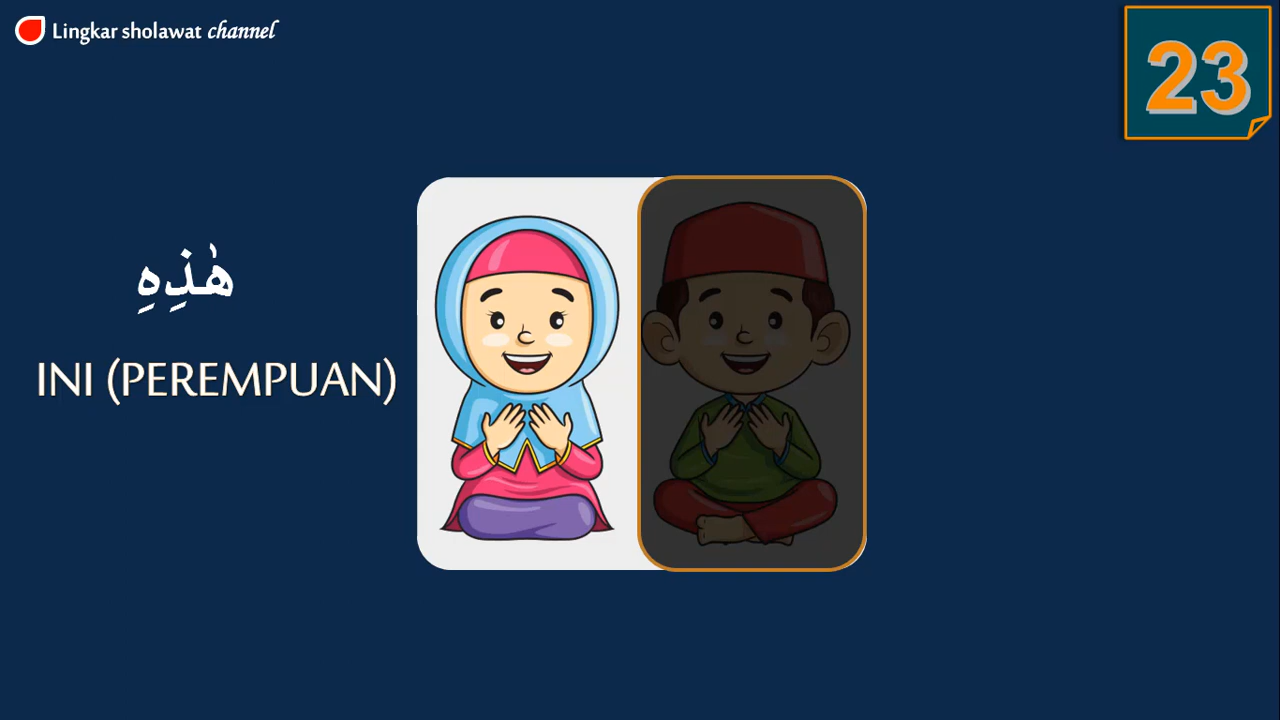 Lingkar sholawat channel
23
هٰذِهِ
INI (PEREMPUAN)